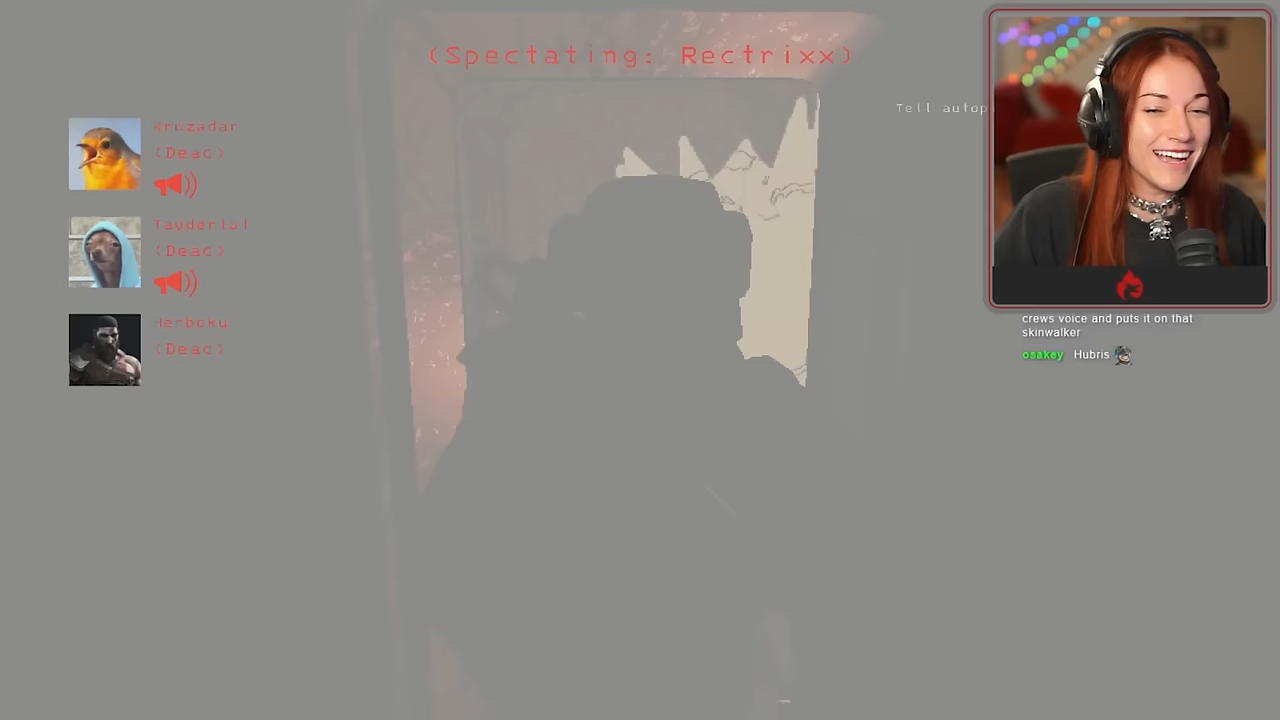 (Spectating: Rectrixx)
Tell autop
Kruzadar
(Dead)
(Dead)
Herboku
(Dead)
crews voice and puts it on that
skinwalker
osakey Hubris